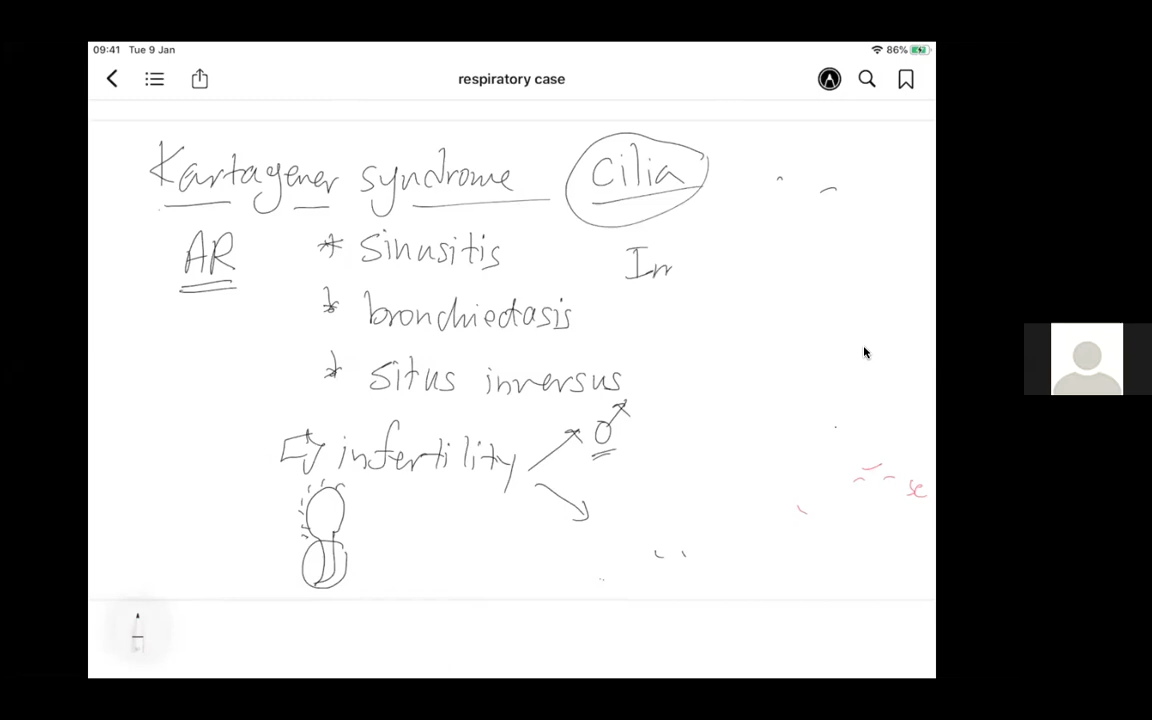 09:41 Tue 9 Jan 86%
respiratory case
Kartagener syndrome cilia
AR * Sinusitis Im
* bronchiectasis
* Situs inversus
infertility